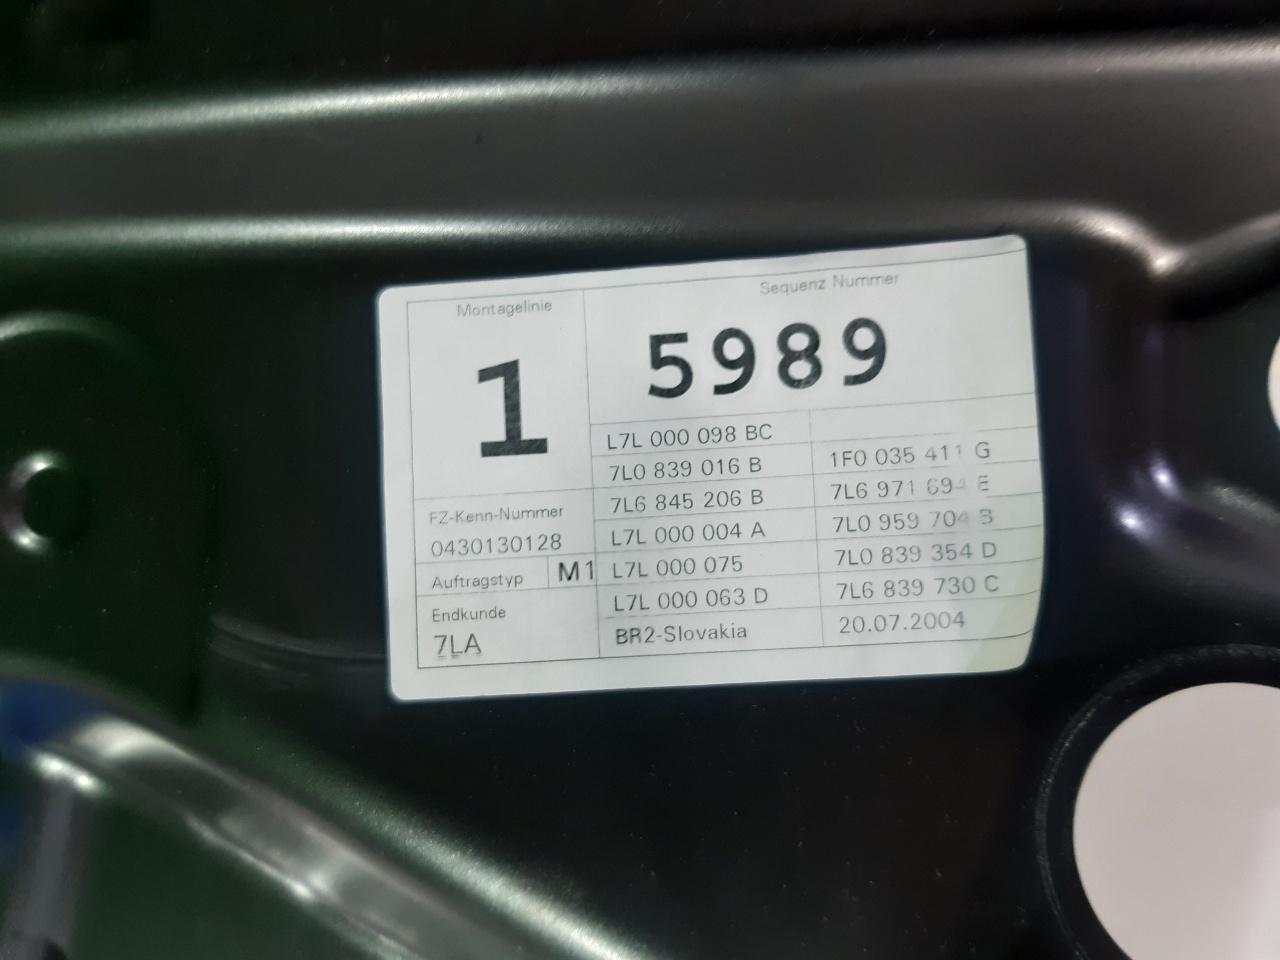 Montagelinie
1
Sequenz Nummer
5989
FZ-Kenn-Nummer
0430130128
Auftragstyp M1
Endkunde
7LA
L7L 000 098 BC
7L0 839 016 B
7L6 845 206 B
L7L 000 004 A
L7L 000 075
L7L 000 063 D
BR2-Slovakia
1F0 035 411 G
7L6 971 694 E
7L0 959 704 B
7L0 839 354 D
7L6 839 730 C
20.07.2004